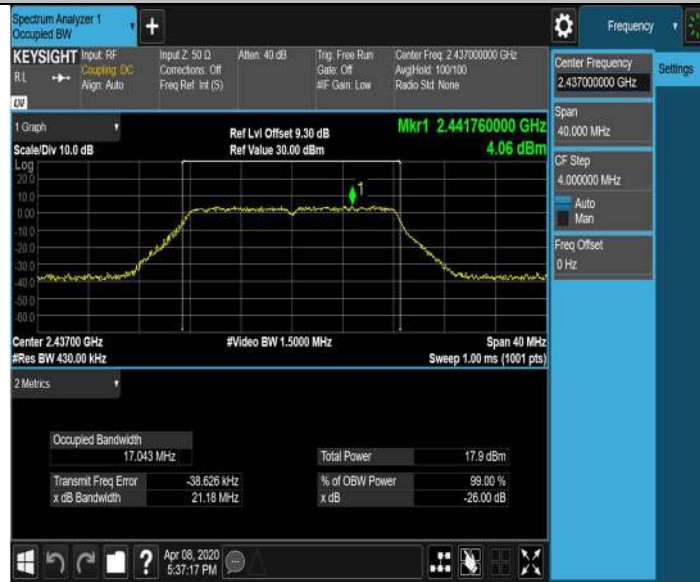 Spectrum Analyzer 1
Occupied BW
+
Frequency
KEYSIGHT
RL
Input: RF
Coupling: DC
Align: Auto
Input Z: 50 Ω
Corrections: Off
Freq Ref: Int (S)
Atten: 40 dB
Trig: Free Run
Gate: Off
#IF Gain: Low
Center Freq: 2.437000000 GHz
Avg|Hold: 100/100
Radio Std: None
Center Frequency
2.437000000 GHz
Settings
Span
40.000 MHz
CF Step
4.000000 MHz
Auto
Man
Freq Offset
0 Hz
1 Graph
Ref Lvl Offset 9.30 dB
Mkr1 2.441760000 GHz
Scale/Div 10.0 dB
Ref Value 30.00 dBm
4.06 dBm
Log
20.0
10.0
0.00
-10.0
-20.0
-30.0
-40.0
-50.0
-60.0
1
Center 2.43700 GHz
#Video BW 1.5000 MHz
Span 40 MHz
#Res BW 430.00 kHz
Sweep 1.00 ms (1001 pts)
2 Metrics
Occupied Bandwidth
17.043 MHz
Total Power 17.9 dBm
Transmit Freq Error -38.626 kHz
% of OBW Power 99.00 %
x dB Bandwidth 21.18 MHz
x dB -26.00 dB
?
Apr 08, 2020
5:37:17 PM